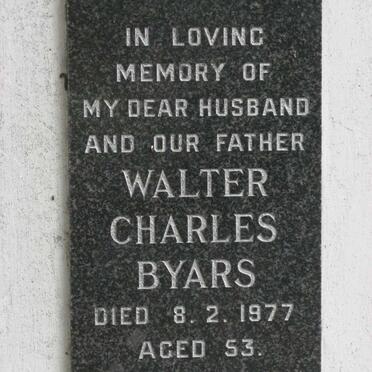 IN LOVING
MEMORY OF
MY DEAR HUSBAND
AND OUR FATHER
WALTER
CHARLES
BYARS
DIED 8. 2. 1977
AGED 53.